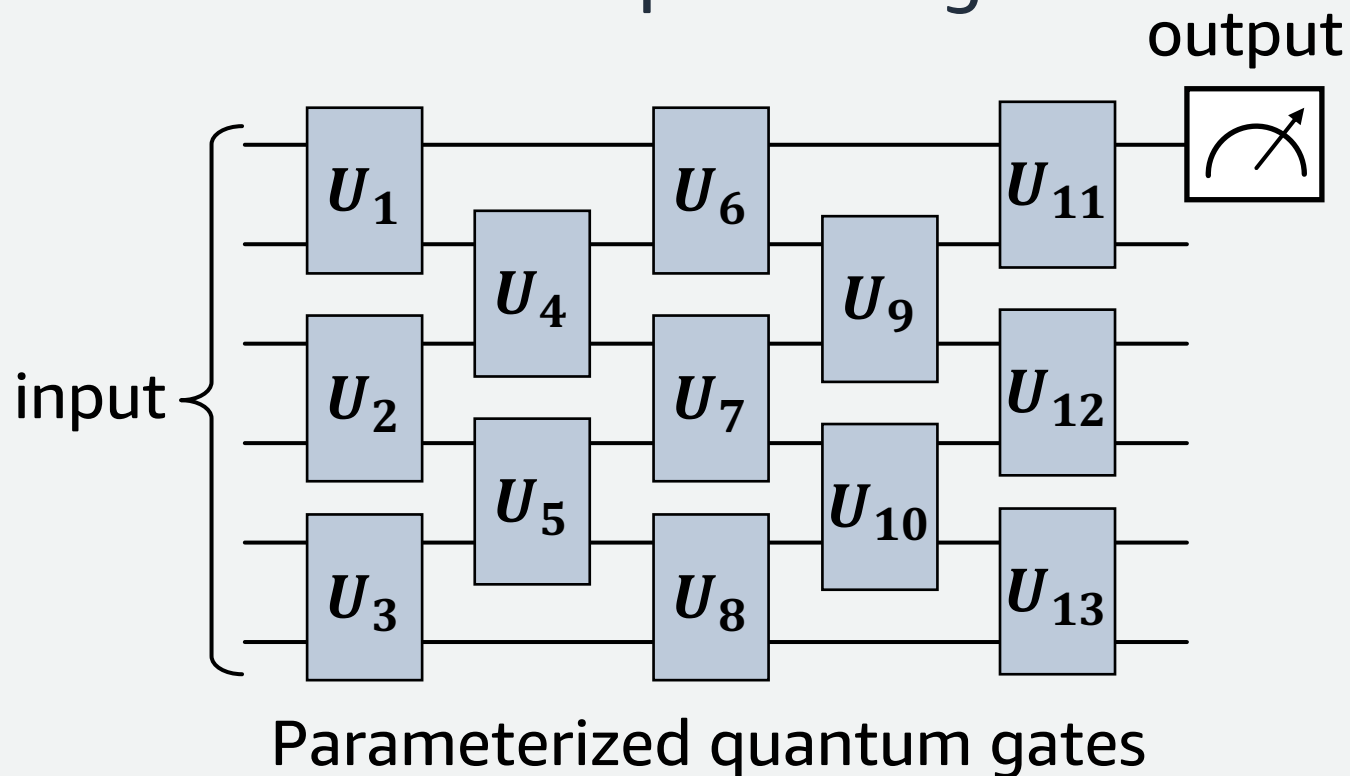 output
U1 U6 U11
U4 U9
input U2 U7 U12
U5 U10
U3 U8 U13
Parameterized quantum gates